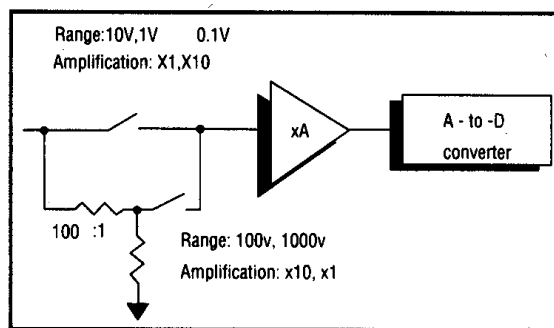 Range:10V,1V 0.1V
Amplification: X1,X10
xA
A - to -D
converter
100 :1
Range: 100v, 1000v
Amplification: x10, x1